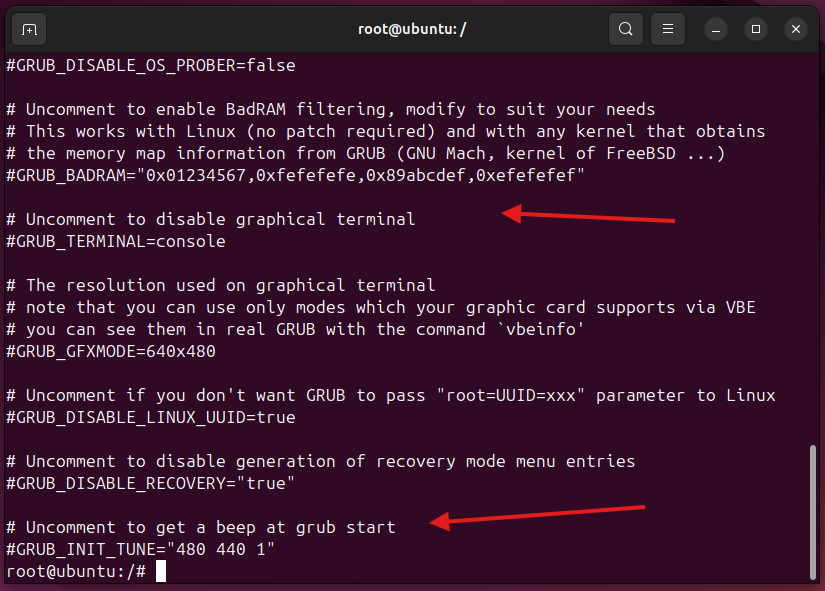 root@ubuntu: /
#GRUB_DISABLE_OS_PROBER=false
# Uncomment to enable BadRAM filtering, modify to suit your needs
# This works with Linux (no patch required) and with any kernel that obtains
# the memory map information from GRUB (GNU Mach, kernel of FreeBSD ...)
#GRUB_BADRAM="0x01234567,0xfefefefe,0x89abcdef,0xefefefef"
# Uncomment to disable graphical terminal
#GRUB_TERMINAL=console
# The resolution used on graphical terminal
# note that you can use only modes which your graphic card supports via VBE
# you can see them in real GRUB with the command `vbeinfo'
#GRUB_GFXMODE=640x480
# Uncomment if you don't want GRUB to pass "root=UUID=xxx" parameter to Linux
#GRUB_DISABLE_LINUX_UUID=true
# Uncomment to disable generation of recovery mode menu entries
#GRUB_DISABLE_RECOVERY="true"
# Uncomment to get a beep at grub start
#GRUB_INIT_TUNE="480 440 1"
root@ubuntu:/#